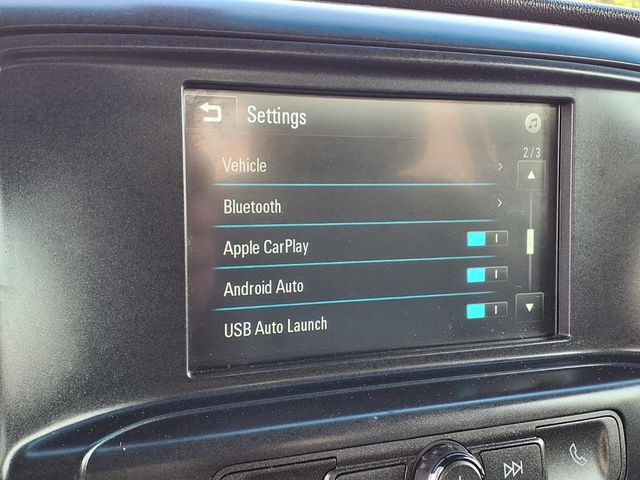 Settings
2/3
Vehicle
Bluetooth
Apple CarPlay
Android Auto
USB Auto Launch